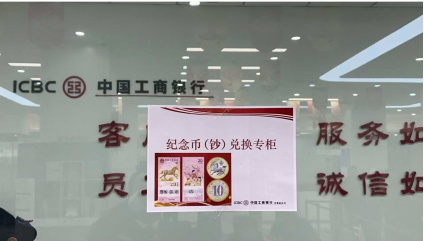 ICBC 中国工商银行
纪念币(钞)兑换专柜
客
服务如
员
诚信如
10
ICBC 中国工商银行